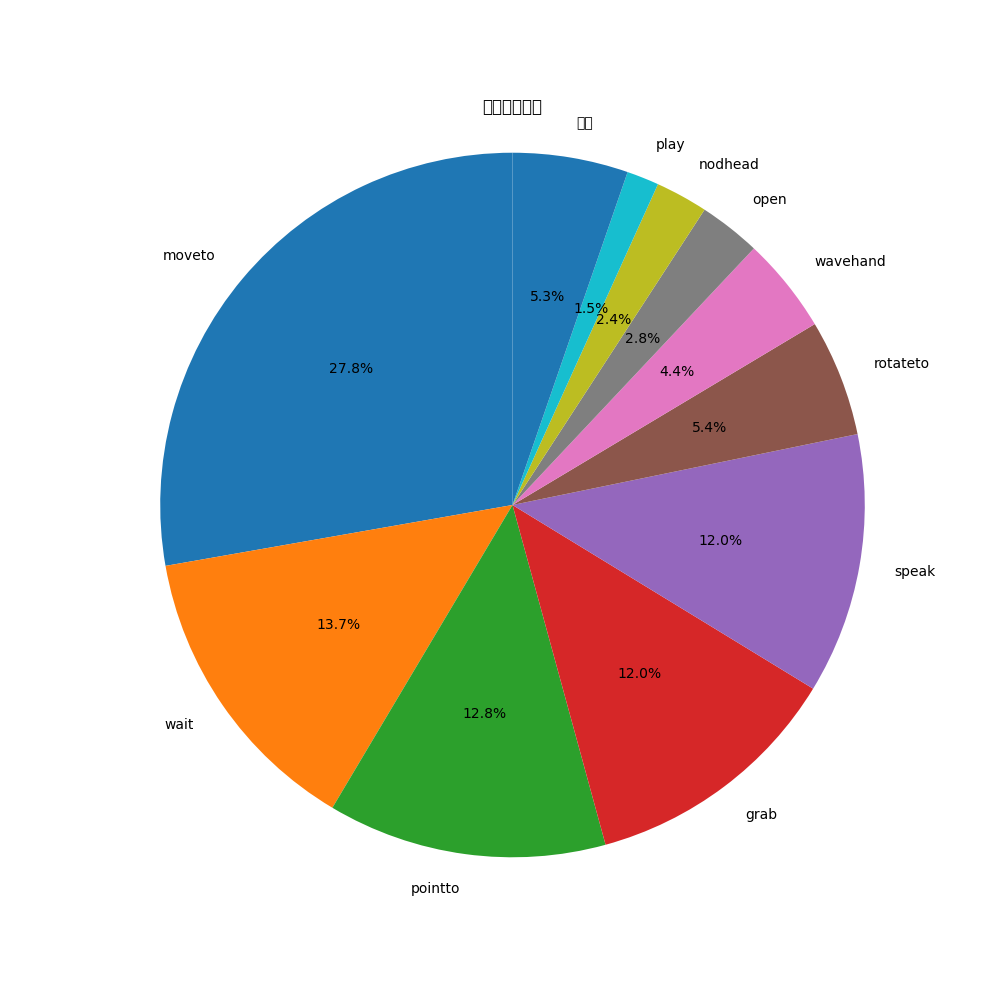 play
nodhead
open
moveto
wavehand
5.3%
1.5%
2.4%
2.8%
rotateto
27.8%
4.4%
5.4%
12.0%
speak
13.7%
12.0%
12.8%
wait
grab
pointto